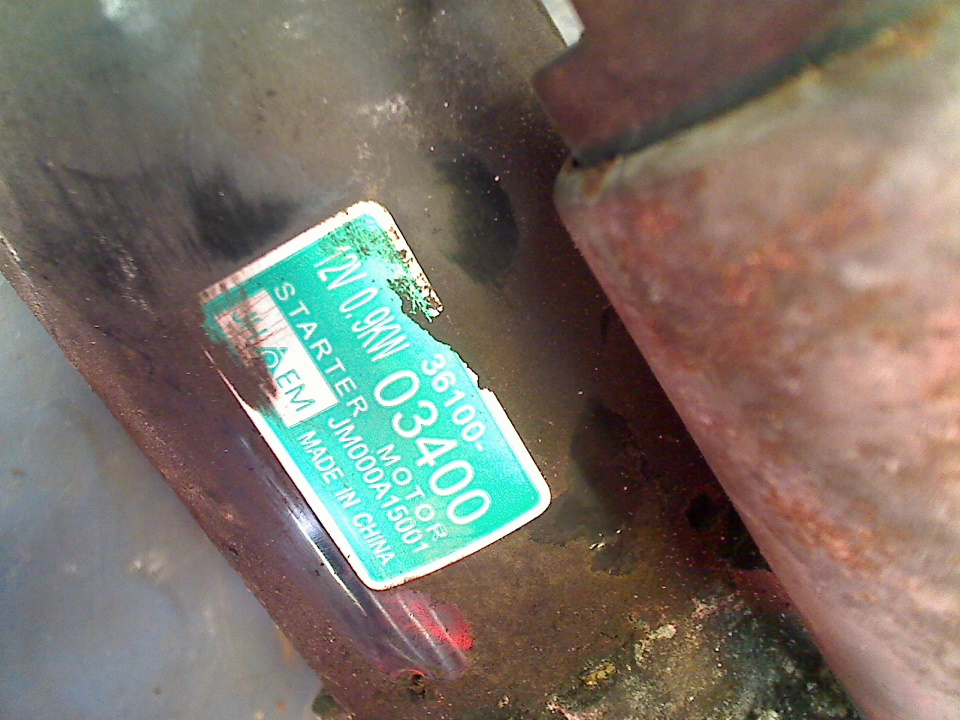 12V 0.9KW
36100-
03400
STARTER MOTOR
JM000A15001
MADE IN CHINA